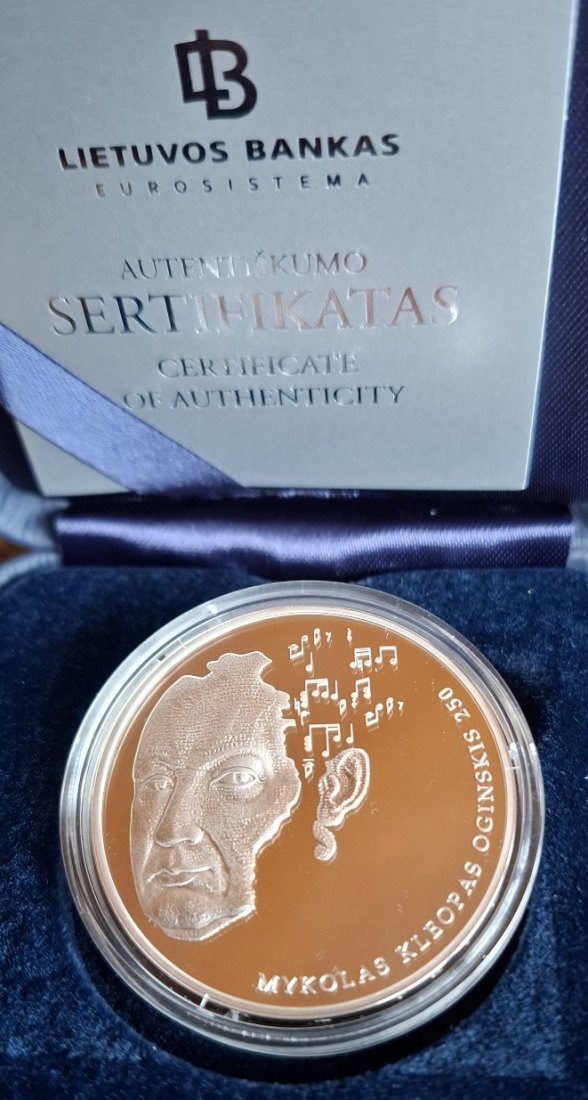 LIETUVOS BANKAS
EUROSISTEMA
AUTENTIŠKUMO
SERTIFIKATAS
CERTIFICATE
OF AUTHENTICITY
MYKOLAS KLEOPAS OGINSKIS 250